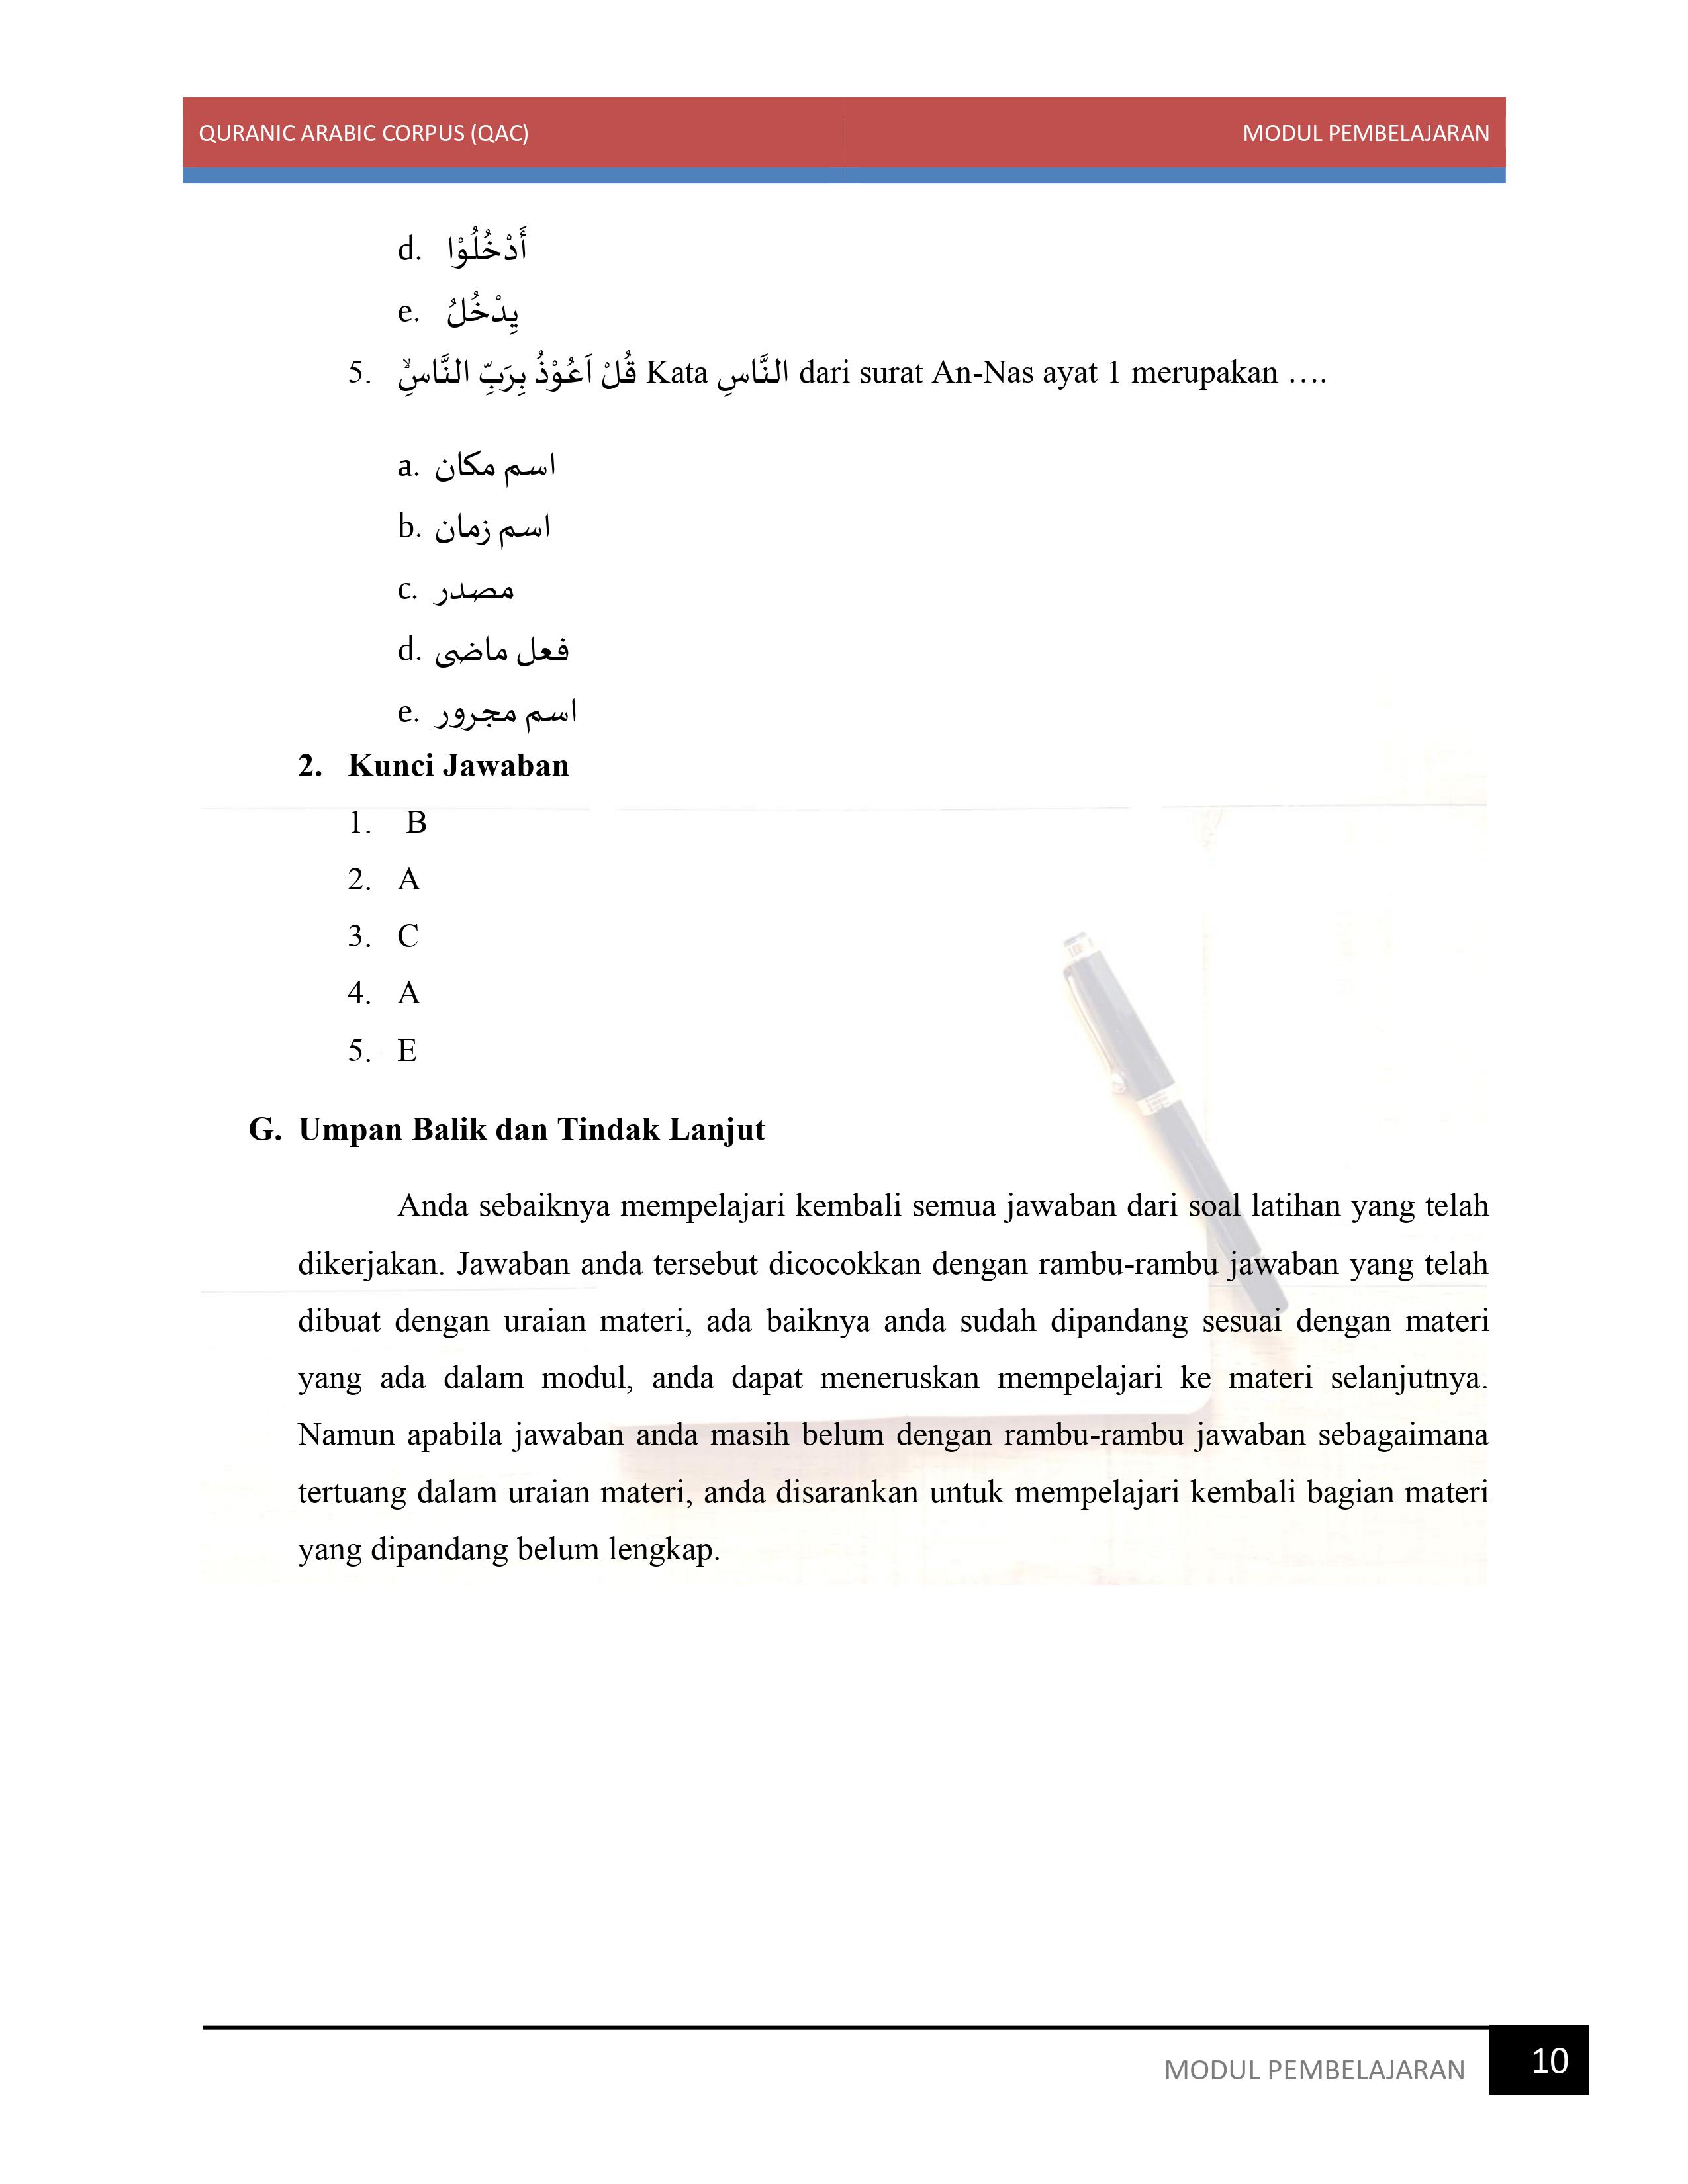 QURANIC ARABIC CORPUS (QAC) MODUL PEMBELAJARAN
d. أَدْخُلُوْا
e. يِدْخُلُ
5. قُلْ اَعُوْذُ بِرَبِّ النَّاسِۙ Kata النَّاسِ dari surat An-Nas ayat 1 merupakan ….
a. اسم مكان
b. اسم زمان
c. مصدر
d. فعل ماضى
e. اسم مجرور
2. Kunci Jawaban
1. B
2. A
3. C
4. A
5. E
G. Umpan Balik dan Tindak Lanjut
Anda sebaiknya mempelajari kembali semua jawaban dari soal latihan yang telah
dikerjakan. Jawaban anda tersebut dicocokkan dengan rambu-rambu jawaban yang telah
dibuat dengan uraian materi, ada baiknya anda sudah dipandang sesuai dengan materi
yang ada dalam modul, anda dapat meneruskan mempelajari ke materi selanjutnya.
Namun apabila jawaban anda masih belum dengan rambu-rambu jawaban sebagaimana
tertuang dalam uraian materi, anda disarankan untuk mempelajari kembali bagian materi
yang dipandang belum lengkap.
MODUL PEMBELAJARAN 10